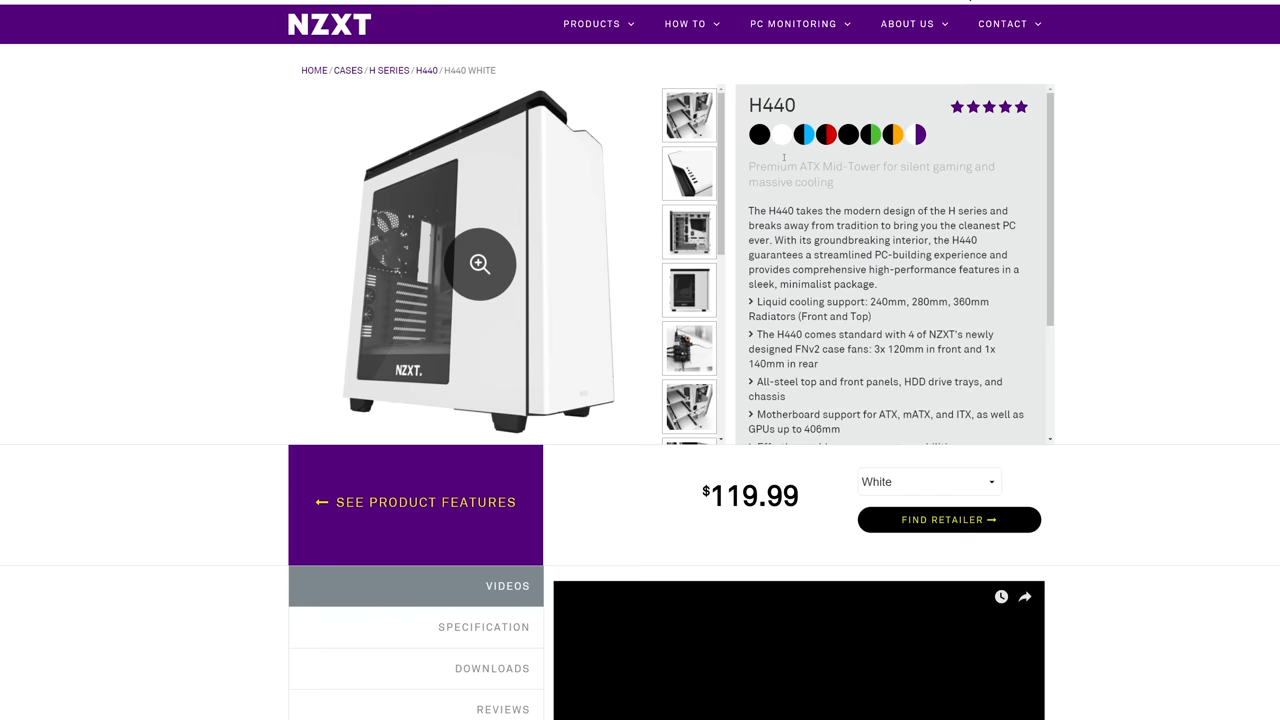 NZXT
PRODUCTS
HOW TO
PC MONITORING
ABOUT US
CONTACT
HOME / CASES / H SERIES / H440 / H440 WHITE
NZXT.
H440
Premium ATX Mid-Tower for silent gaming and
massive cooling
The H440 takes the modern design of the H series and
breaks away from tradition to bring you the cleanest PC
ever. With its groundbreaking interior, the H440
guarantees a streamlined PC-building experience and
provides comprehensive high-performance features in a
sleek, minimalist package.
Liquid cooling support: 240mm, 280mm, 360mm
Radiators (Front and Top)
The H440 comes standard with 4 of NZXT's newly
designed FNv2 case fans: 3x 120mm in front and 1x
140mm in rear
All-steel top and front panels, HDD drive trays, and
chassis
Motherboard support for ATX, mATX, and ITX, as well as
GPUs up to 406mm
← SEE PRODUCT FEATURES
$119.99
White
FIND RETAILER →
VIDEOS
SPECIFICATION
DOWNLOADS
REVIEWS